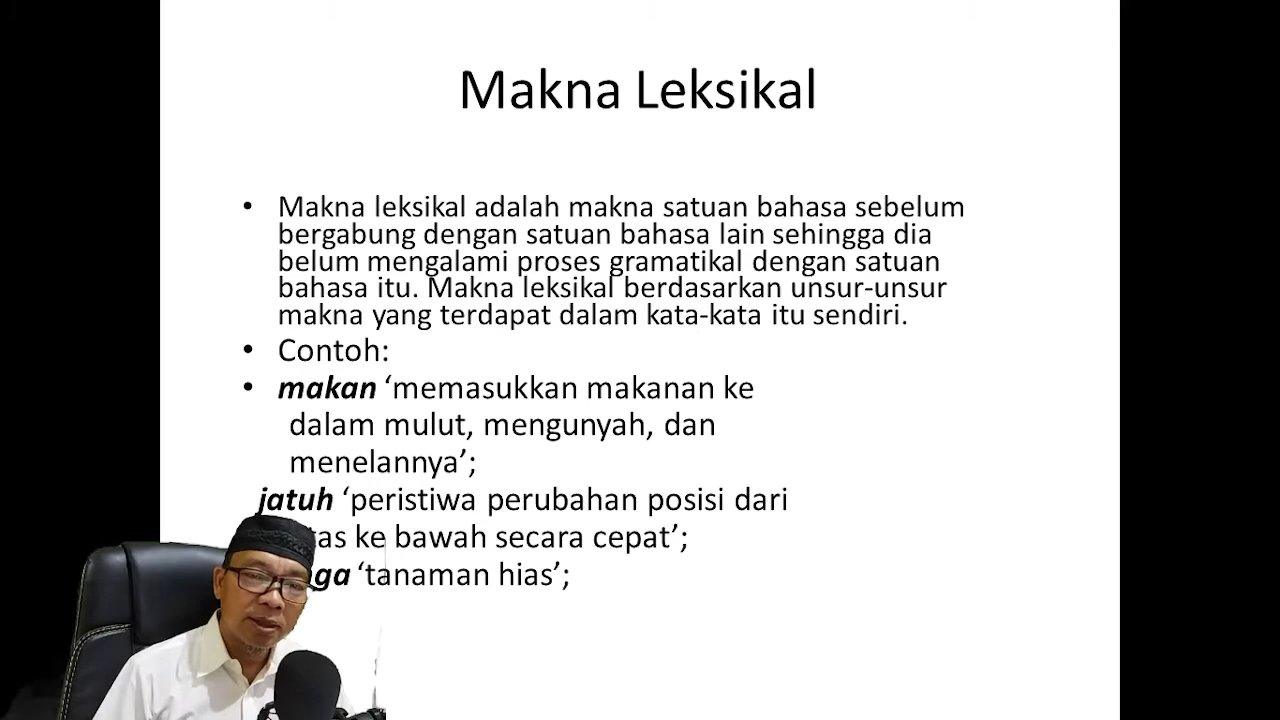 Makna Leksikal
• Makna leksikal adalah makna satuan bahasa sebelum
bergabung dengan satuan bahasa lain sehingga dia
belum mengalami proses gramatikal dengan satuan
bahasa itu. Makna leksikal berdasarkan unsur-unsur
makna yang terdapat dalam kata-kata itu sendiri.
• Contoh:
• makan ‘memasukkan makanan ke
dalam mulut, mengunyah, dan
menelannya’;
jatuh ‘peristiwa perubahan posisi dari
ke bawah secara cepat’;
‘tanaman hias’;